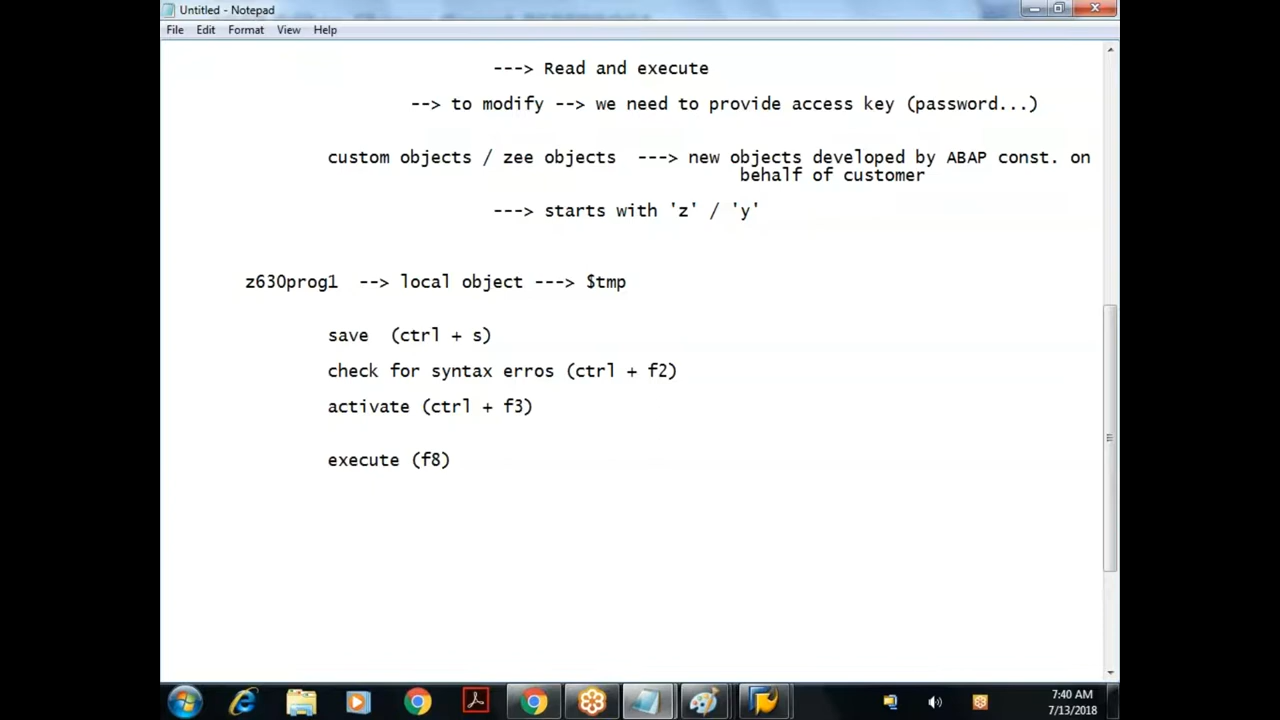 Untitled - Notepad
File Edit Format View Help
---> Read and execute
--> to modify --> we need to provide access key (password...)
custom objects / zee objects ---> new objects developed by ABAP const. on
behalf of customer
---> starts with 'z' / 'y'
z630prog1 --> local object ---> $tmp
save (ctrl + s)
check for syntax erros (ctrl + f2)
activate (ctrl + f3)
execute (f8)
7:40 AM
7/13/2018